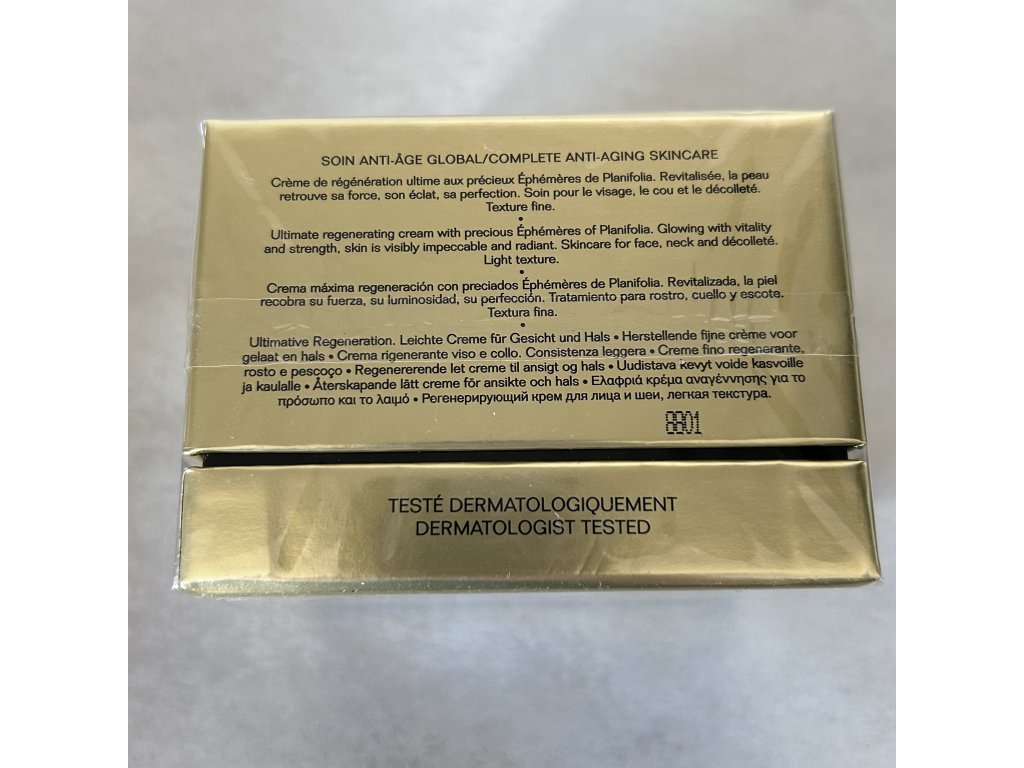 SOIN ANTI-ÂGE GLOBAL/COMPLETE ANTI-AGING SKINCARE
Crème de régénération ultime aux précieux Éphémères de Planifolia. Revitalisée, la peau
retrouve sa force, son éclat, sa perfection. Soin pour le visage, le cou et le décolleté.
Texture fine.
•
Ultimate regenerating cream with precious Éphémères of Planifolia. Glowing with vitality
and strength, skin is visibly impeccable and radiant. Skincare for face, neck and décolleté.
Light texture.
•
Crema máxima regeneración con preciados Éphémères de Planifolia. Revitalizada, la piel
recobra su fuerza, su luminosidad, su perfección. Tratamiento para rostro, cuello y escote.
Textura fina.
•
Ultimative Regeneration. Leichte Creme für Gesicht und Hals • Herstellende fijne crème voor
gelaat en hals • Crema rigenerante viso e collo. Consistenza leggera • Creme fino regenerante,
rosto e pescoço • Regenererende let creme til ansigt og hals • Uudistava kevyt voide kasvoille
ja kaulalle • Återskapande lätt creme för ansikte och hals • Ελαφριά κρέμα αναγέννησης για το
πρόσωπο και το λαιμό • Регенерирующий крем для лица и шеи, легкая текстура.
8801
TESTÉ DERMATOLOGIQUEMENT
DERMATOLOGIST TESTED